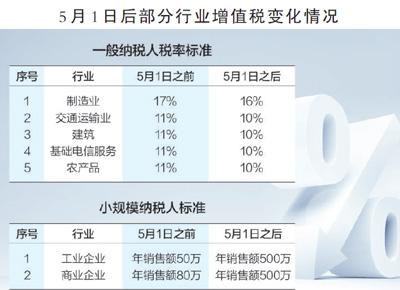 5月1日后部分行业增值税变化情况
一般纳税人税率标准
序号 行业 5月1日之前 5月1日之后
1 制造业 17% 16%
2 交通运输业 11% 10%
3 建筑 11% 10%
4 基础电信服务 11% 10%
5 农产品 11% 10%
小规模纳税人标准
序号 行业 5月1日之前 5月1日之后
1 工业企业 年销售额50万 年销售额500万
2 商业企业 年销售额80万 年销售额500万